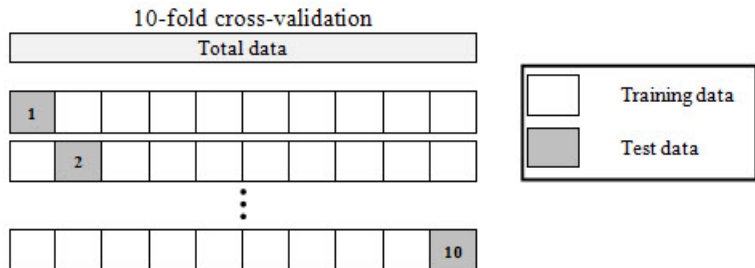 10-fold cross-validation
Total data
1
2
10
Training data
Test data